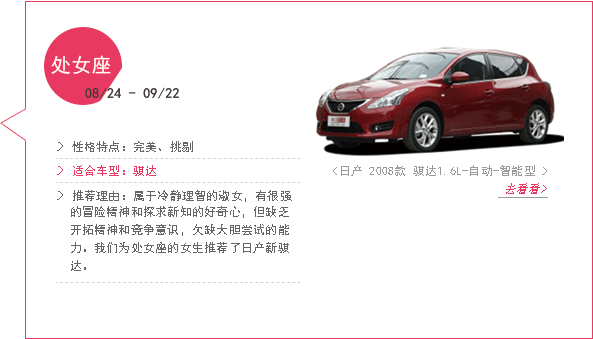 处女座
08/24 - 09/22
> 性格特点：完美、挑剔
> 适合车型：骐达
> 推荐理由：属于冷静理智的淑女，有很强
的冒险精神和探求新知的好奇心，但缺乏
开拓精神和竞争意识，欠缺大胆尝试的能
力。我们为处女座的女生推荐了日产新骐
达。
<日产 2008款 骐达1.6L-自动-智能型 >
去看看>